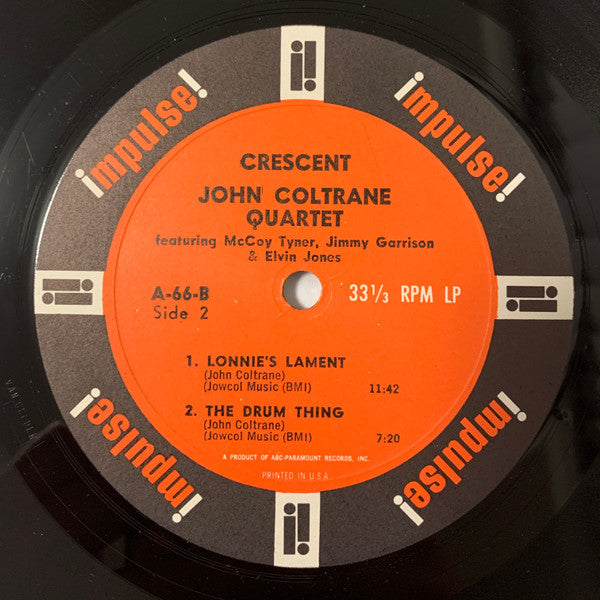 impulse!
impulse!
CRESCENT
JOHN COLTRANE
QUARTET
featuring McCoy Tyner, Jimmy Garrison
& Elvin Jones
A-66-B
Side 2
33⅓ RPM LP
1. LONNIE'S LAMENT
(John Coltrane)
(Jowcol Music (BMI)
11:42
2. THE DRUM THING
(John Coltrane)
(Jowcol Music (BMI)
7:20
A PRODUCT OF ABC-PARAMOUNT RECORDS, INC.
PRINTED IN U.S.A.
impulse!
impulse!